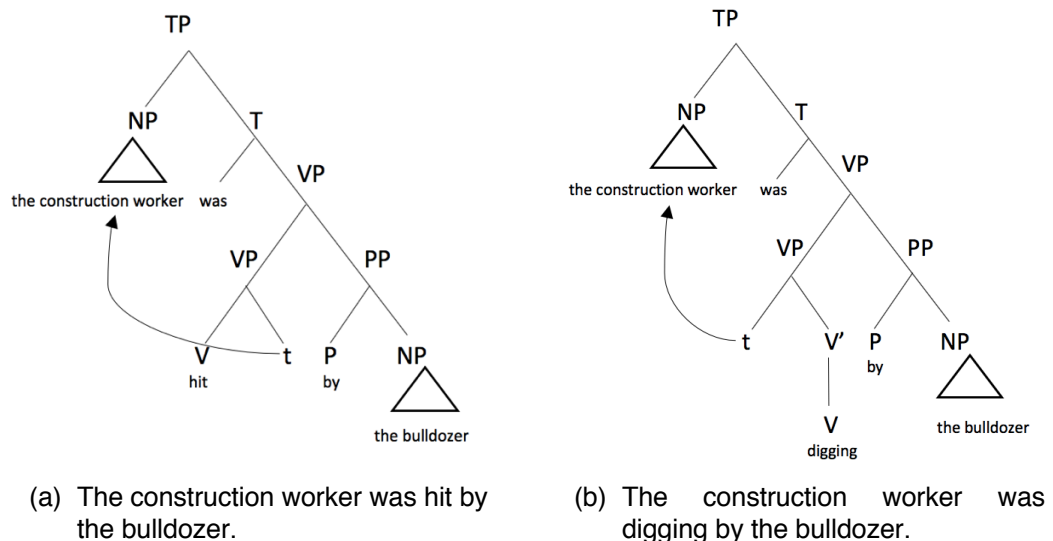 TP
NP T
the construction worker was
VP
VP PP
V t P NP
hit by
the bulldozer
(a) The construction worker was hit by
the bulldozer.
TP
NP T
the construction worker was
VP
VP PP
t V' P NP
by
V
digging
the bulldozer
(b) The construction worker was
digging by the bulldozer.